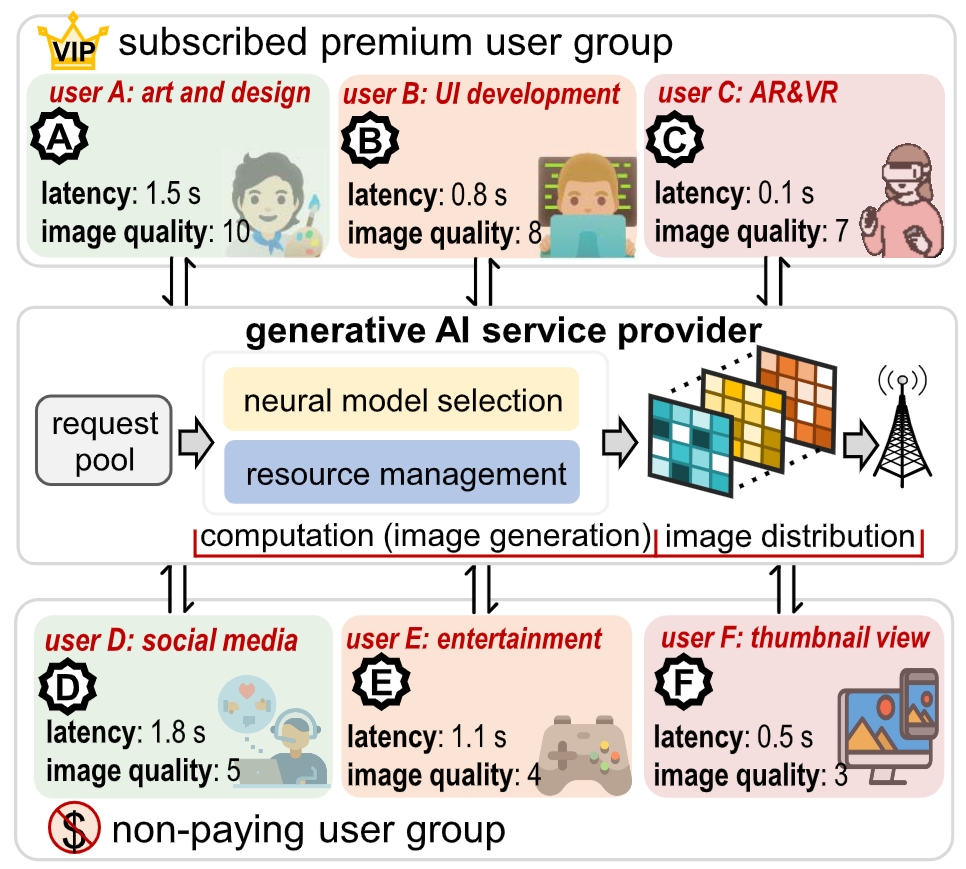 VIP subscribed premium user group
user A: art and design
A
latency: 1.5 s
image quality: 10
user B: UI development
B
latency: 0.8 s
image quality: 8
user C: AR&VR
C
latency: 0.1 s
image quality: 7
generative AI service provider
request
pool
neural model selection
resource management
computation (image generation)
image distribution
user D: social media
D
latency: 1.8 s
image quality: 5
user E: entertainment
E
latency: 1.1 s
image quality: 4
user F: thumbnail view
F
latency: 0.5 s
image quality: 3
$ non-paying user group